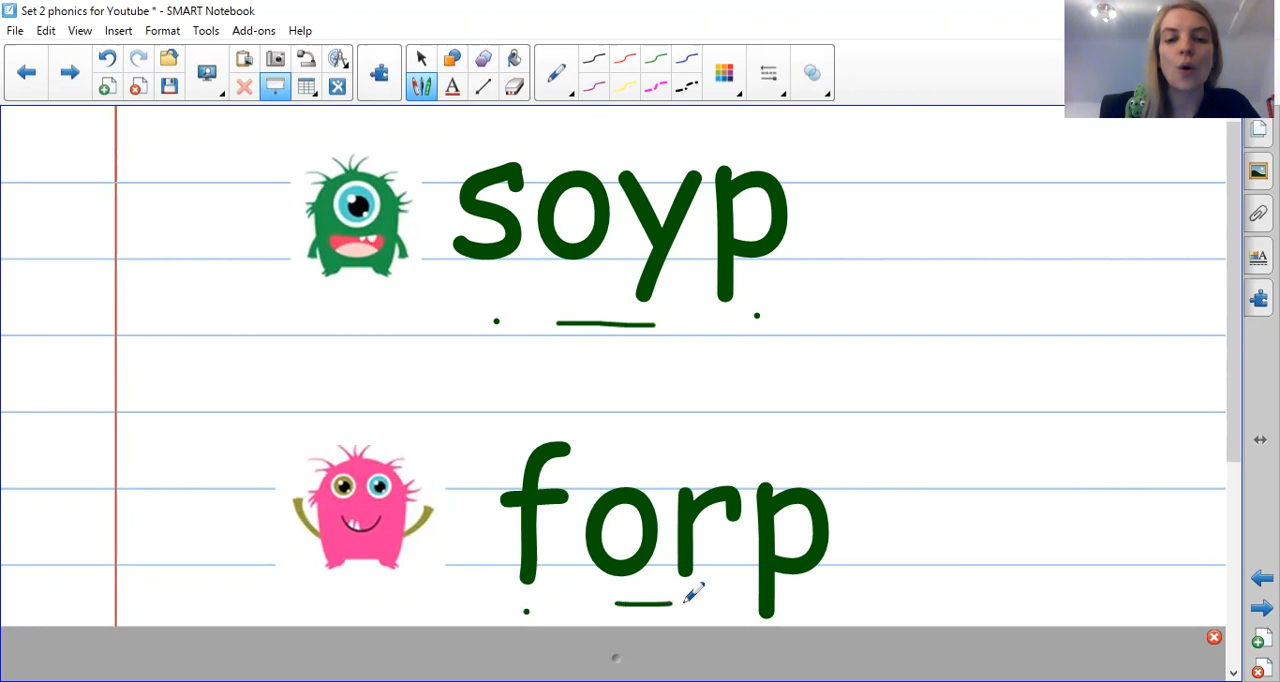 Set 2 phonics for Youtube * - SMART Notebook
File Edit View Insert Format Tools Add-ons Help
soyp
forp